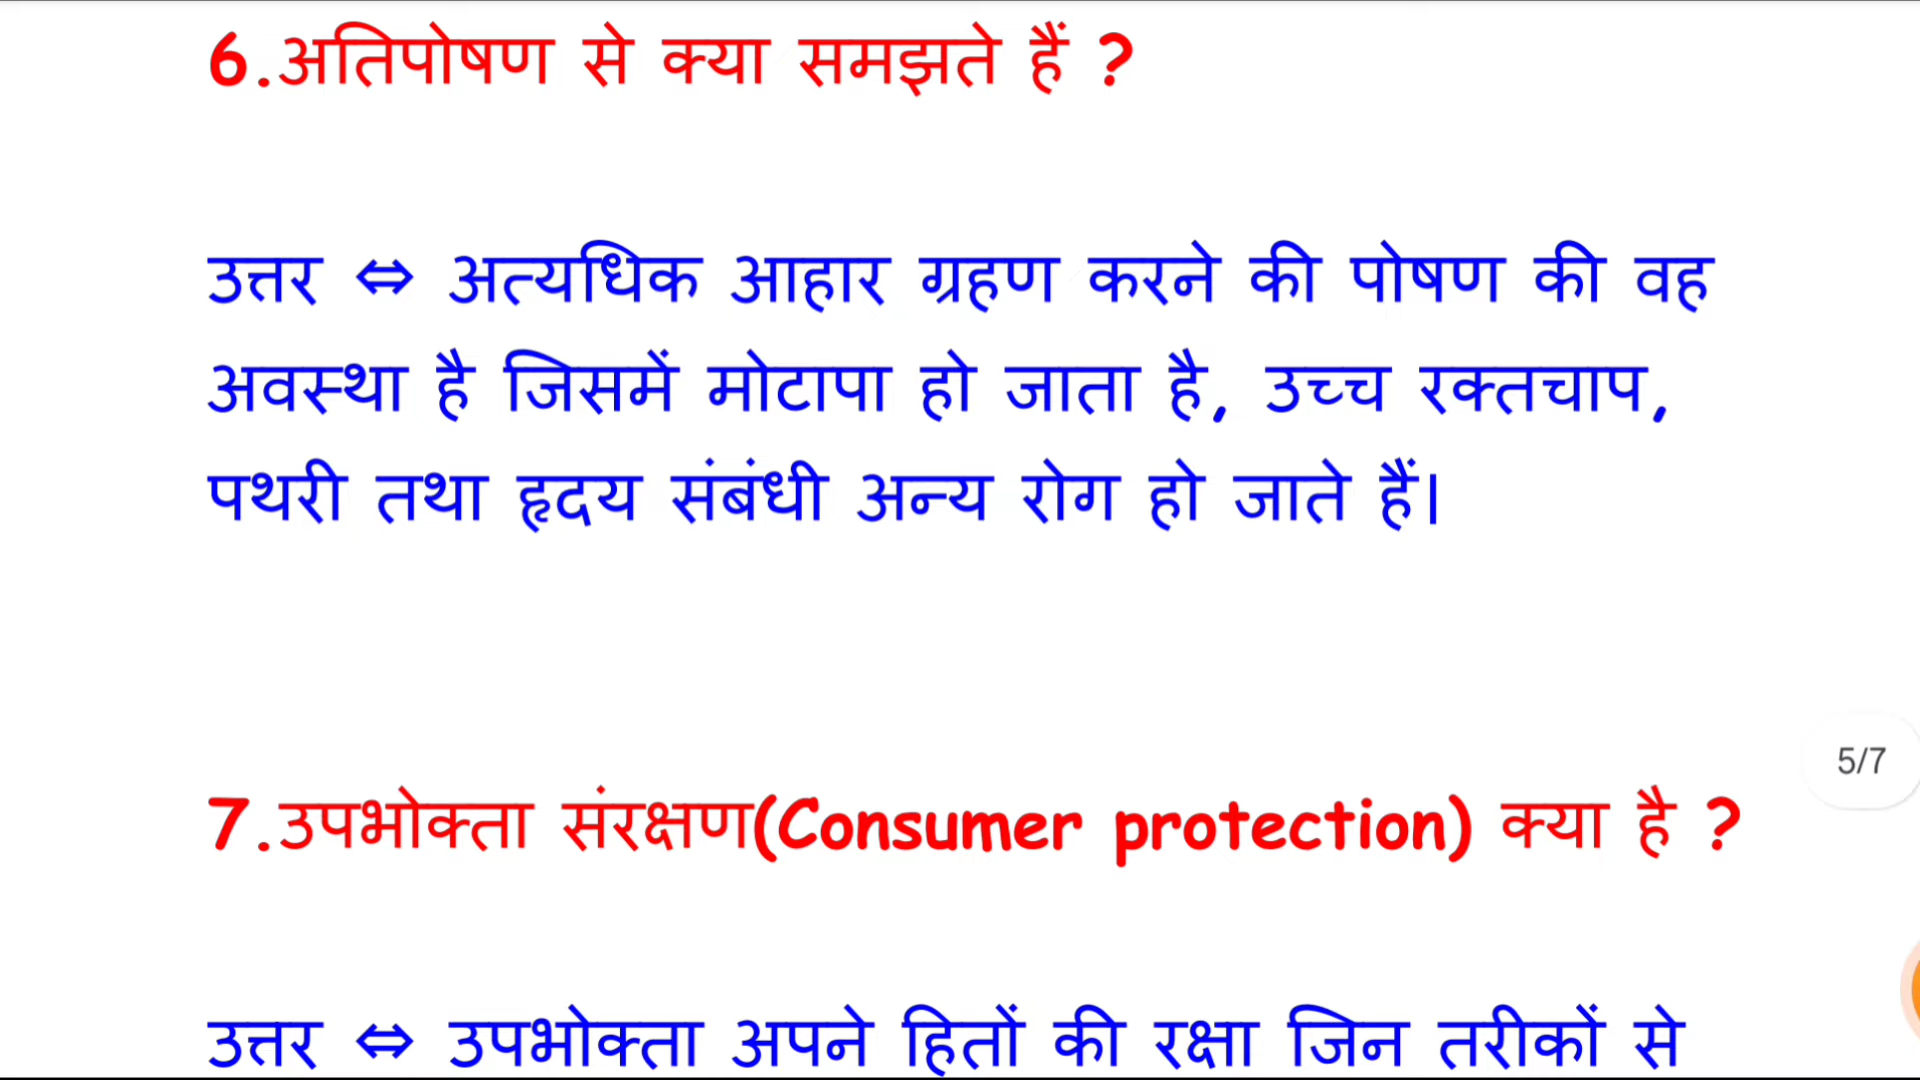 6.अतिपोषण से क्या समझते हैं ?
उत्तर ⇔ अत्यधिक आहार ग्रहण करने की पोषण की वह
अवस्था है जिसमें मोटापा हो जाता है, उच्च रक्तचाप,
पथरी तथा हृदय संबंधी अन्य रोग हो जाते हैं।
5/7
7.उपभोक्ता संरक्षण(Consumer protection) क्या है ?
उत्तर ⇔ उपभोक्ता अपने हितों की रक्षा जिन तरीकों से